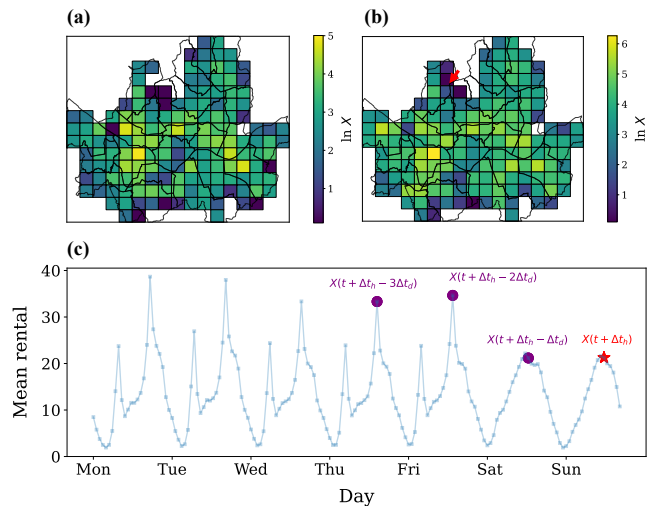 (a)
(b)
5
4
3
2
1
ln X
6
5
4
3
2
1
ln X
(c)
40
30
20
10
0
Mean rental
X(t + Δt_h − 3Δt_d)
X(t + Δt_h − 2Δt_d)
X(t + Δt_h − Δt_d)
X(t + Δt_h)
Mon Tue Wed Thu Fri Sat Sun
Day